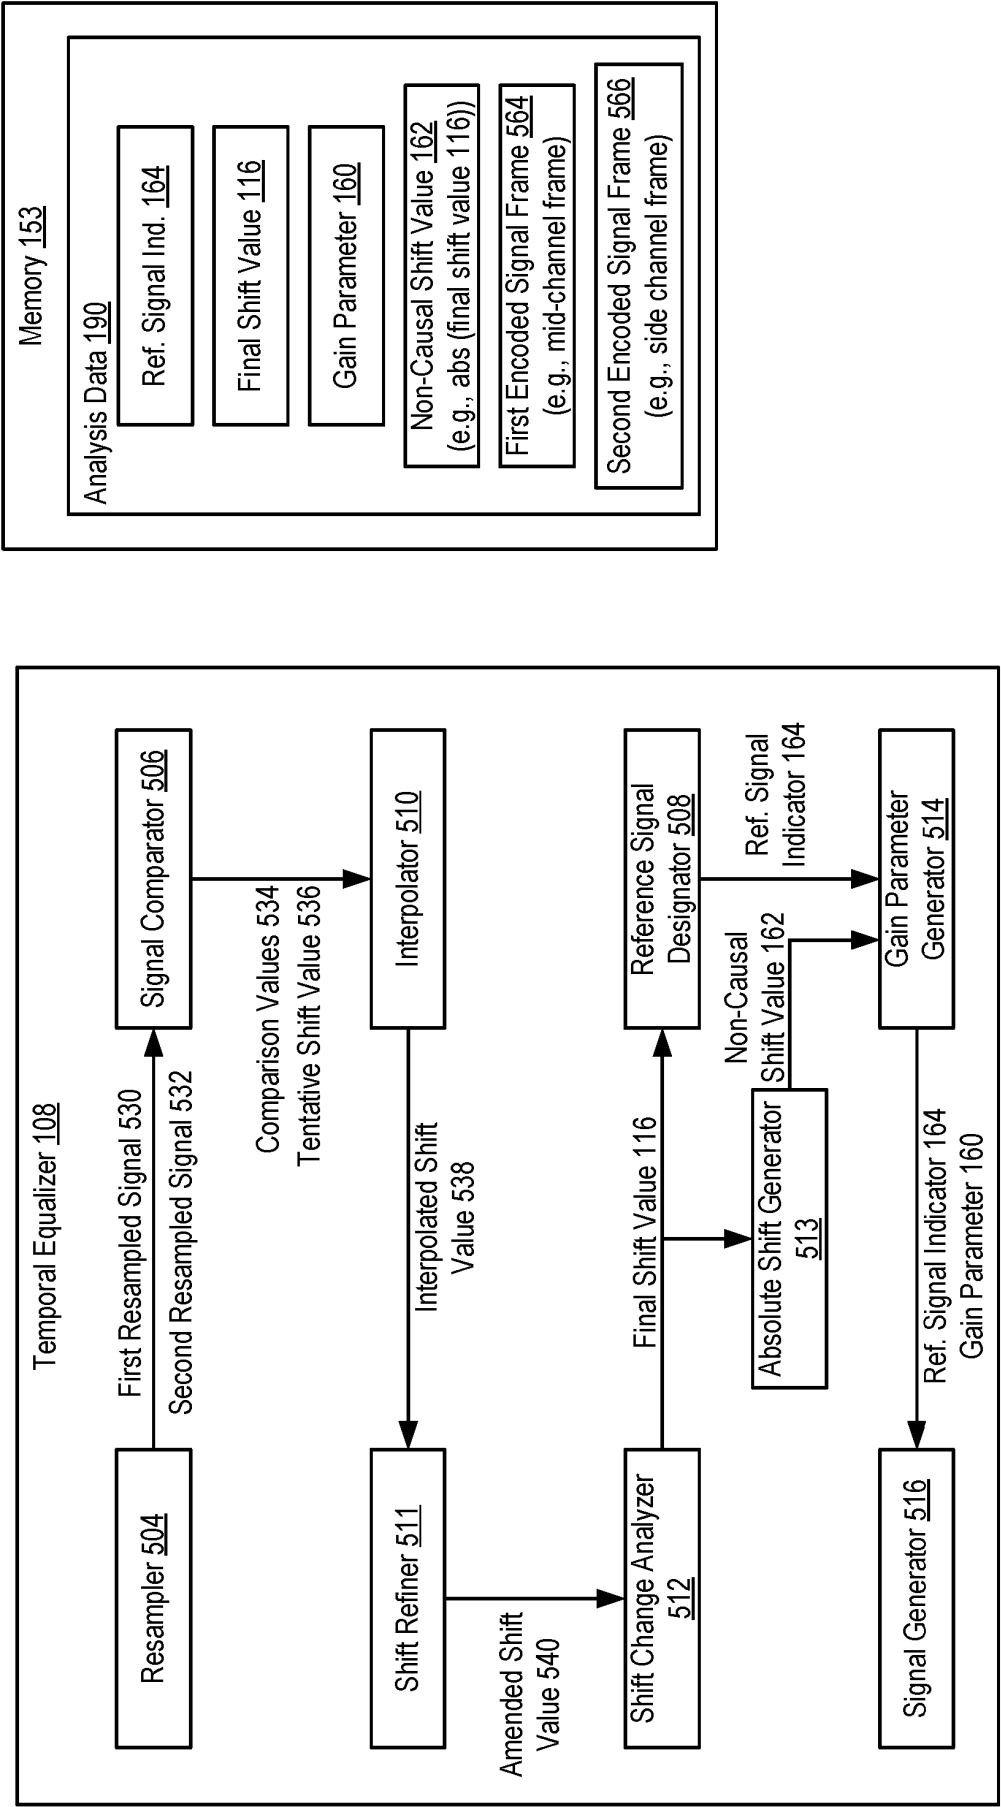 Temporal Equalizer 108
Resampler 504
First Resampled Signal 530
Second Resampled Signal 532
Signal Comparator 506
Comparison Values 534
Tentative Shift Value 536
Shift Refiner 511
Interpolated Shift
Value 538
Interpolator 510
Amended Shift
Value 540
Shift Change Analyzer
512
Final Shift Value 116
Reference Signal
Designator 508
Absolute Shift Generator
513
Non-Causal
Shift Value 162
Ref. Signal
Indicator 164
Signal Generator 516
Ref. Signal Indicator 164
Gain Parameter 160
Gain Parameter
Generator 514
Memory 153
Analysis Data 190
Ref. Signal Ind. 164
Final Shift Value 116
Gain Parameter 160
Non-Causal Shift Value 162
(e.g., abs (final shift value 116))
First Encoded Signal Frame 564
(e.g., mid-channel frame)
Second Encoded Signal Frame 566
(e.g., side channel frame)